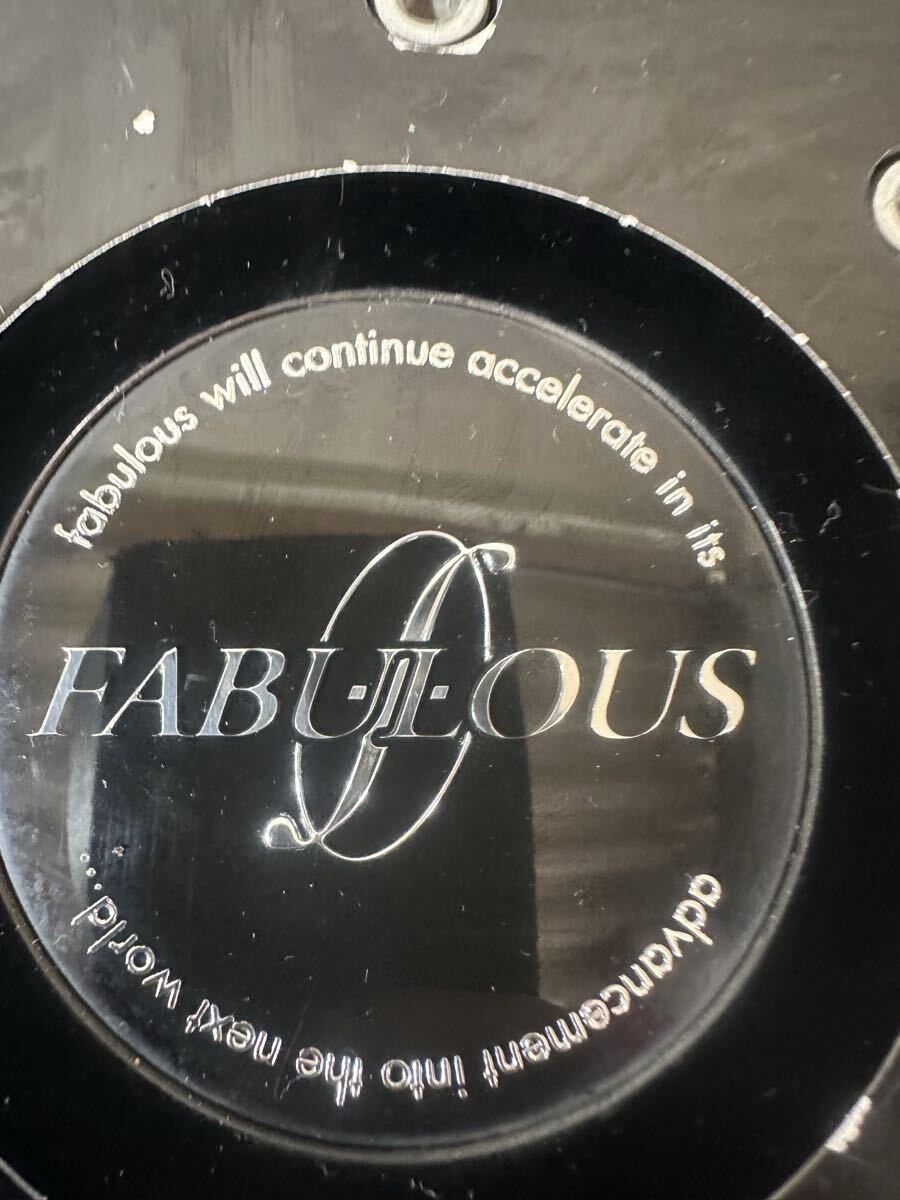 fabulous will continue accelerate in its
FABULOUS
advancement into the next world...